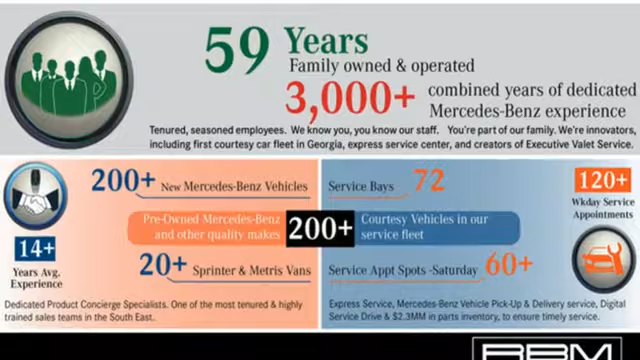 59 Years
Family owned & operated
3,000+ combined years of dedicated
Mercedes-Benz experience
Tenured, seasoned employees. We know you, you know our staff. You're part of our family. We're innovators,
including first courtesy car fleet in Georgia, express service center, and creators of Executive Valet Service.
200+ New Mercedes-Benz Vehicles
Pre-Owned Mercedes-Benz
and other quality makes
200+
20+ Sprinter & Metris Vans
14+
Years Avg.
Experience
Dedicated Product Concierge Specialists. One of the most tenured & highly
trained sales teams in the South East.
Service Bays 72
Courtesy Vehicles in our
service fleet
Service Appt Spots -Saturday 60+
120+
Wkday Service
Appointments
Express Service, Mercedes-Benz Vehicle Pick-Up & Delivery service, Digital
Service Drive & $2.3MM in parts inventory, to ensure timely service.
RBM